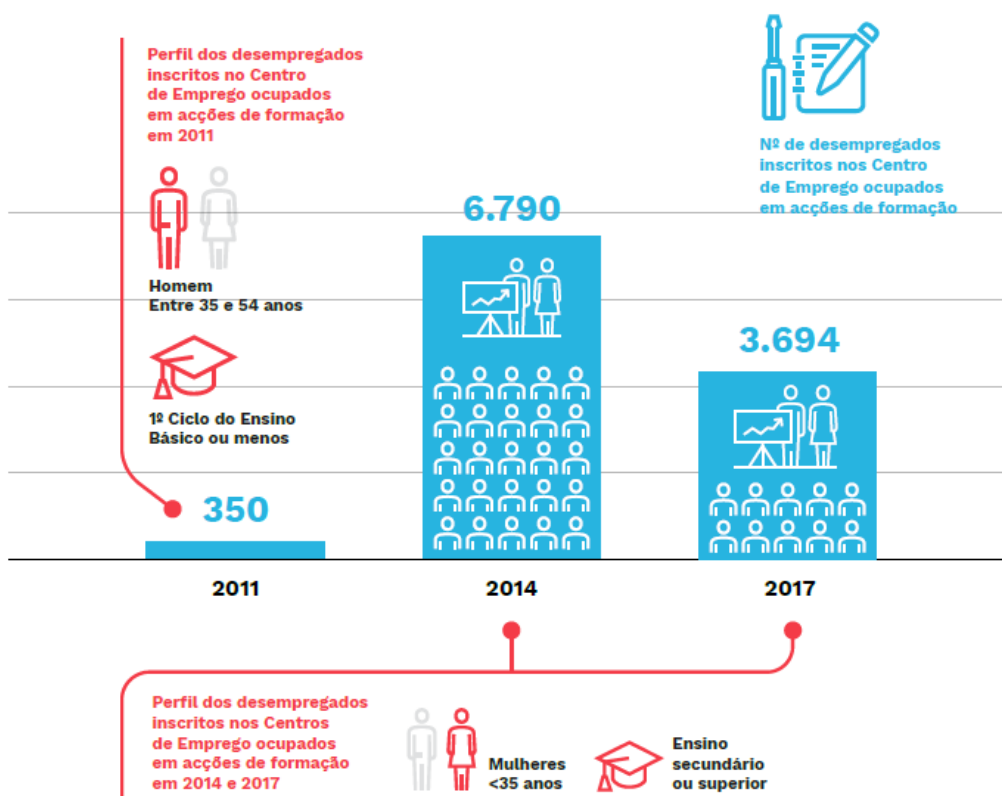 Perfil dos desempregados
inscritos no Centro
de Emprego ocupados
em acções de formação
em 2011
Homem
Entre 35 e 54 anos
1º Ciclo do Ensino
Básico ou menos
Nº de desempregados
inscritos nos Centro
de Emprego ocupados
em acções de formação
350
6.790
3.694
2011
2014
2017
Perfil dos desempregados
inscritos nos Centros
de Emprego ocupados
em acções de formação
em 2014 e 2017
Mulheres
<35 anos
Ensino
secundário
ou superior